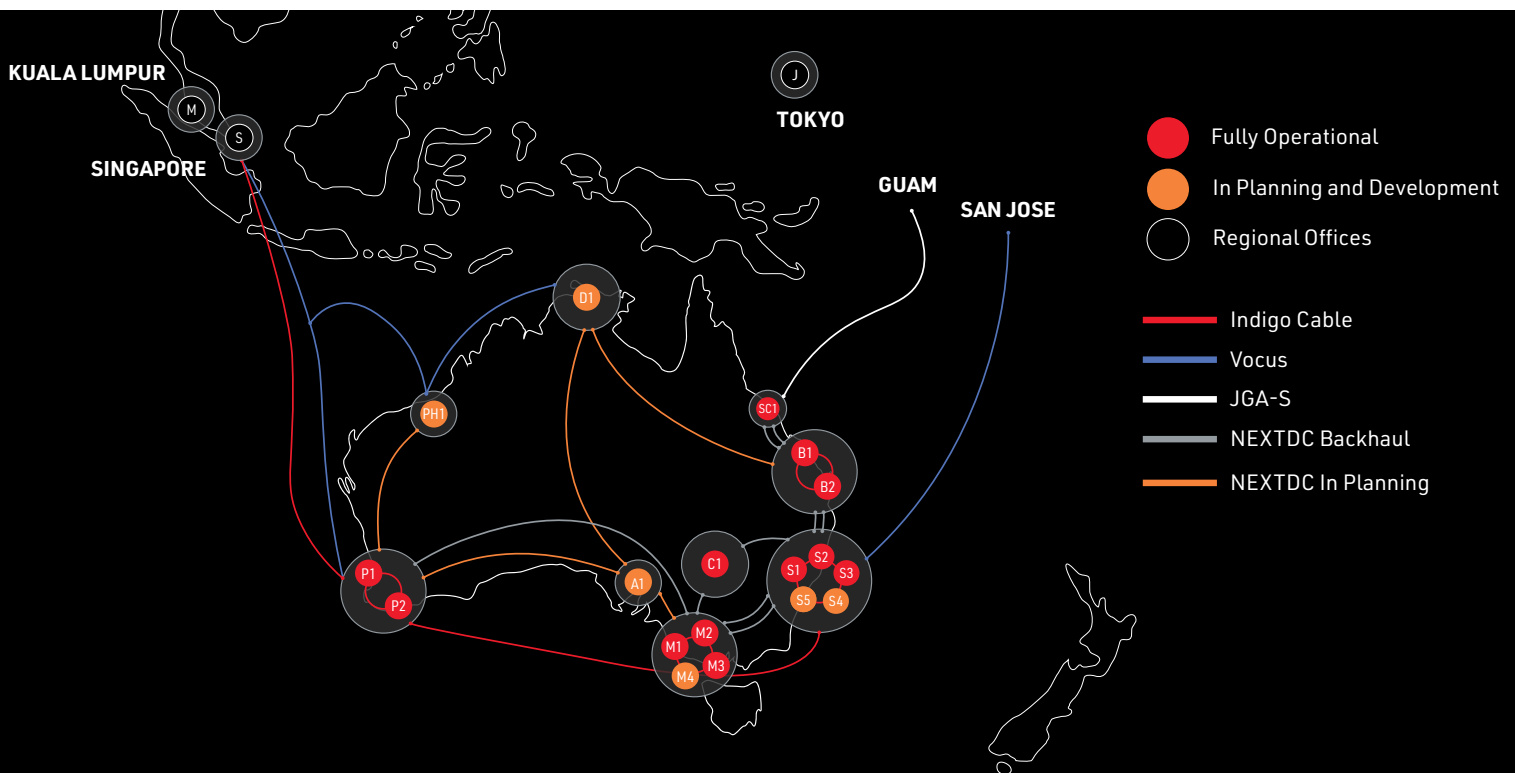 KUALA LUMPUR
M
S
SINGAPORE
J
TOKYO
GUAM
SAN JOSE
Fully Operational
In Planning and Development
Regional Offices
Indigo Cable
Vocus
JGA-S
NEXTDC Backhaul
NEXTDC In Planning
D1
PH1
SC1
B1
B2
P1
P2
A1
C1
S1
S2
S3
S5
S4
M1
M2
M3
M4